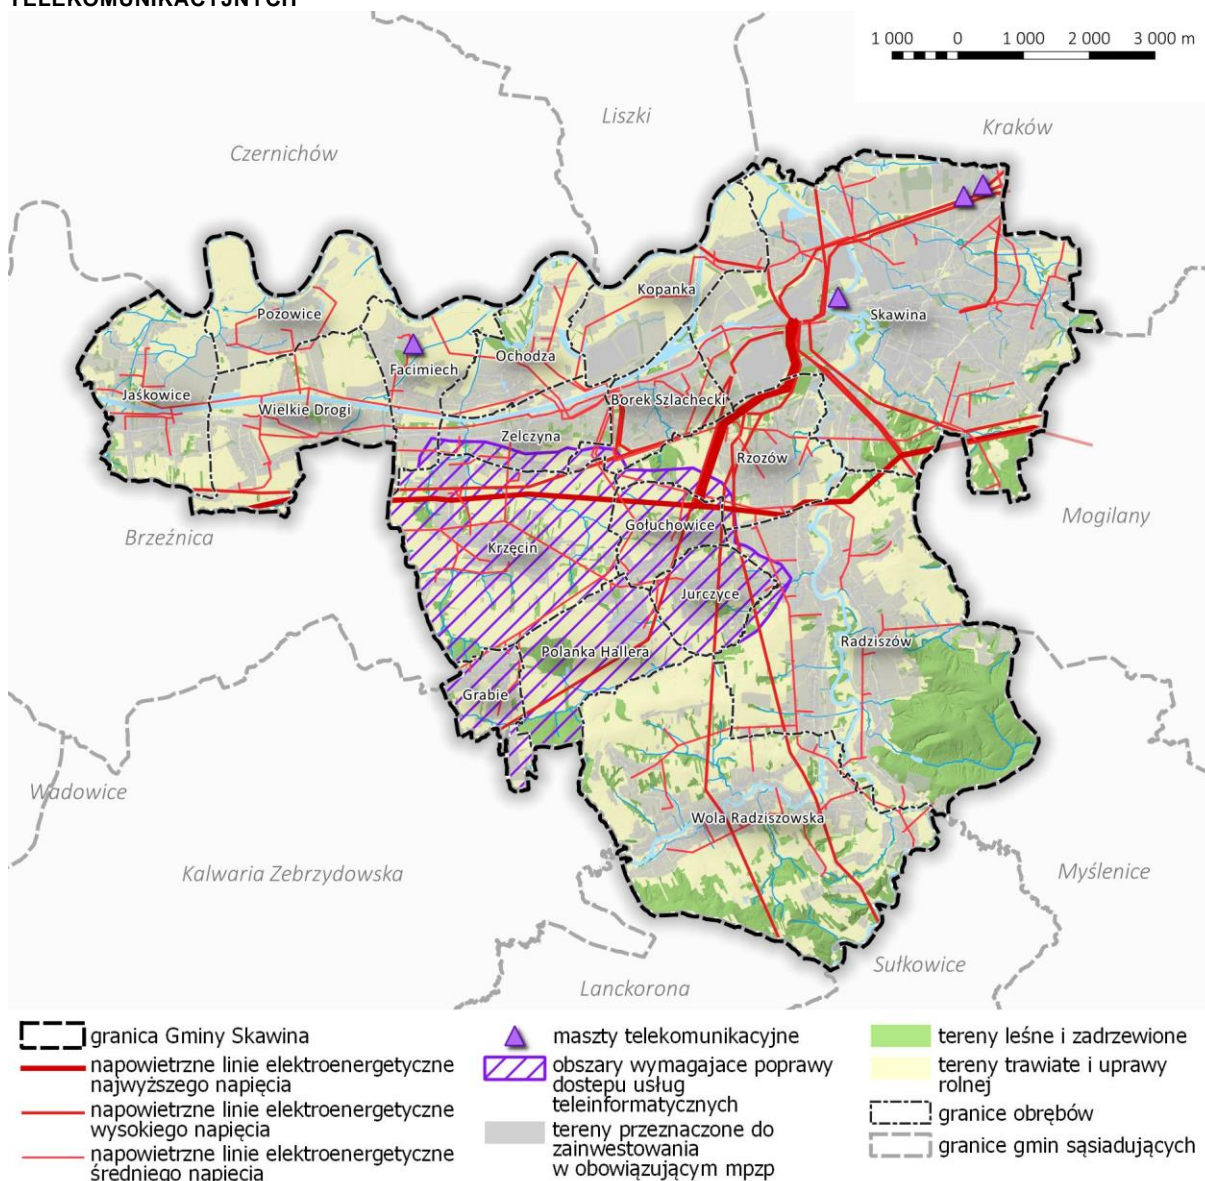 TELEKOMUNIKACYJNYCH
1 000 0 1 000 2 000 3 000 m
Liszki
Kraków
Czernichów
Kopanka
Pozowice
Skawina
Ochodza
Facimiech
Jaśkowice
Borek Szlachecki
Wielkie Drogi
Zelczyna
Rzozów
Mogilany
Gołuchowice
Brzeźnica
Krzęcin
Jurczyce
Radziszów
Polanka Hallera
Grabie
Wadowice
Wola Radziszowska
Kalwaria Zebrzydowska
Myślenice
Sułkowice
Lanckorona
granica Gminy Skawina
napowietrzne linie elektroenergetyczne
najwyższego napięcia
napowietrzne linie elektroenergetyczne
wysokiego napięcia
napowietrzne linie elektroenergetyczne
średniego napięcia
maszty telekomunikacyjne
obszary wymagajace poprawy
dostepu usług
teleinformatycznych
tereny przeznaczone do
zainwestowania
w obowiązującym mpzp
tereny leśne i zadrzewione
tereny trawiate i uprawy
rolnej
granice obrębów
granice gmin sąsiadujących